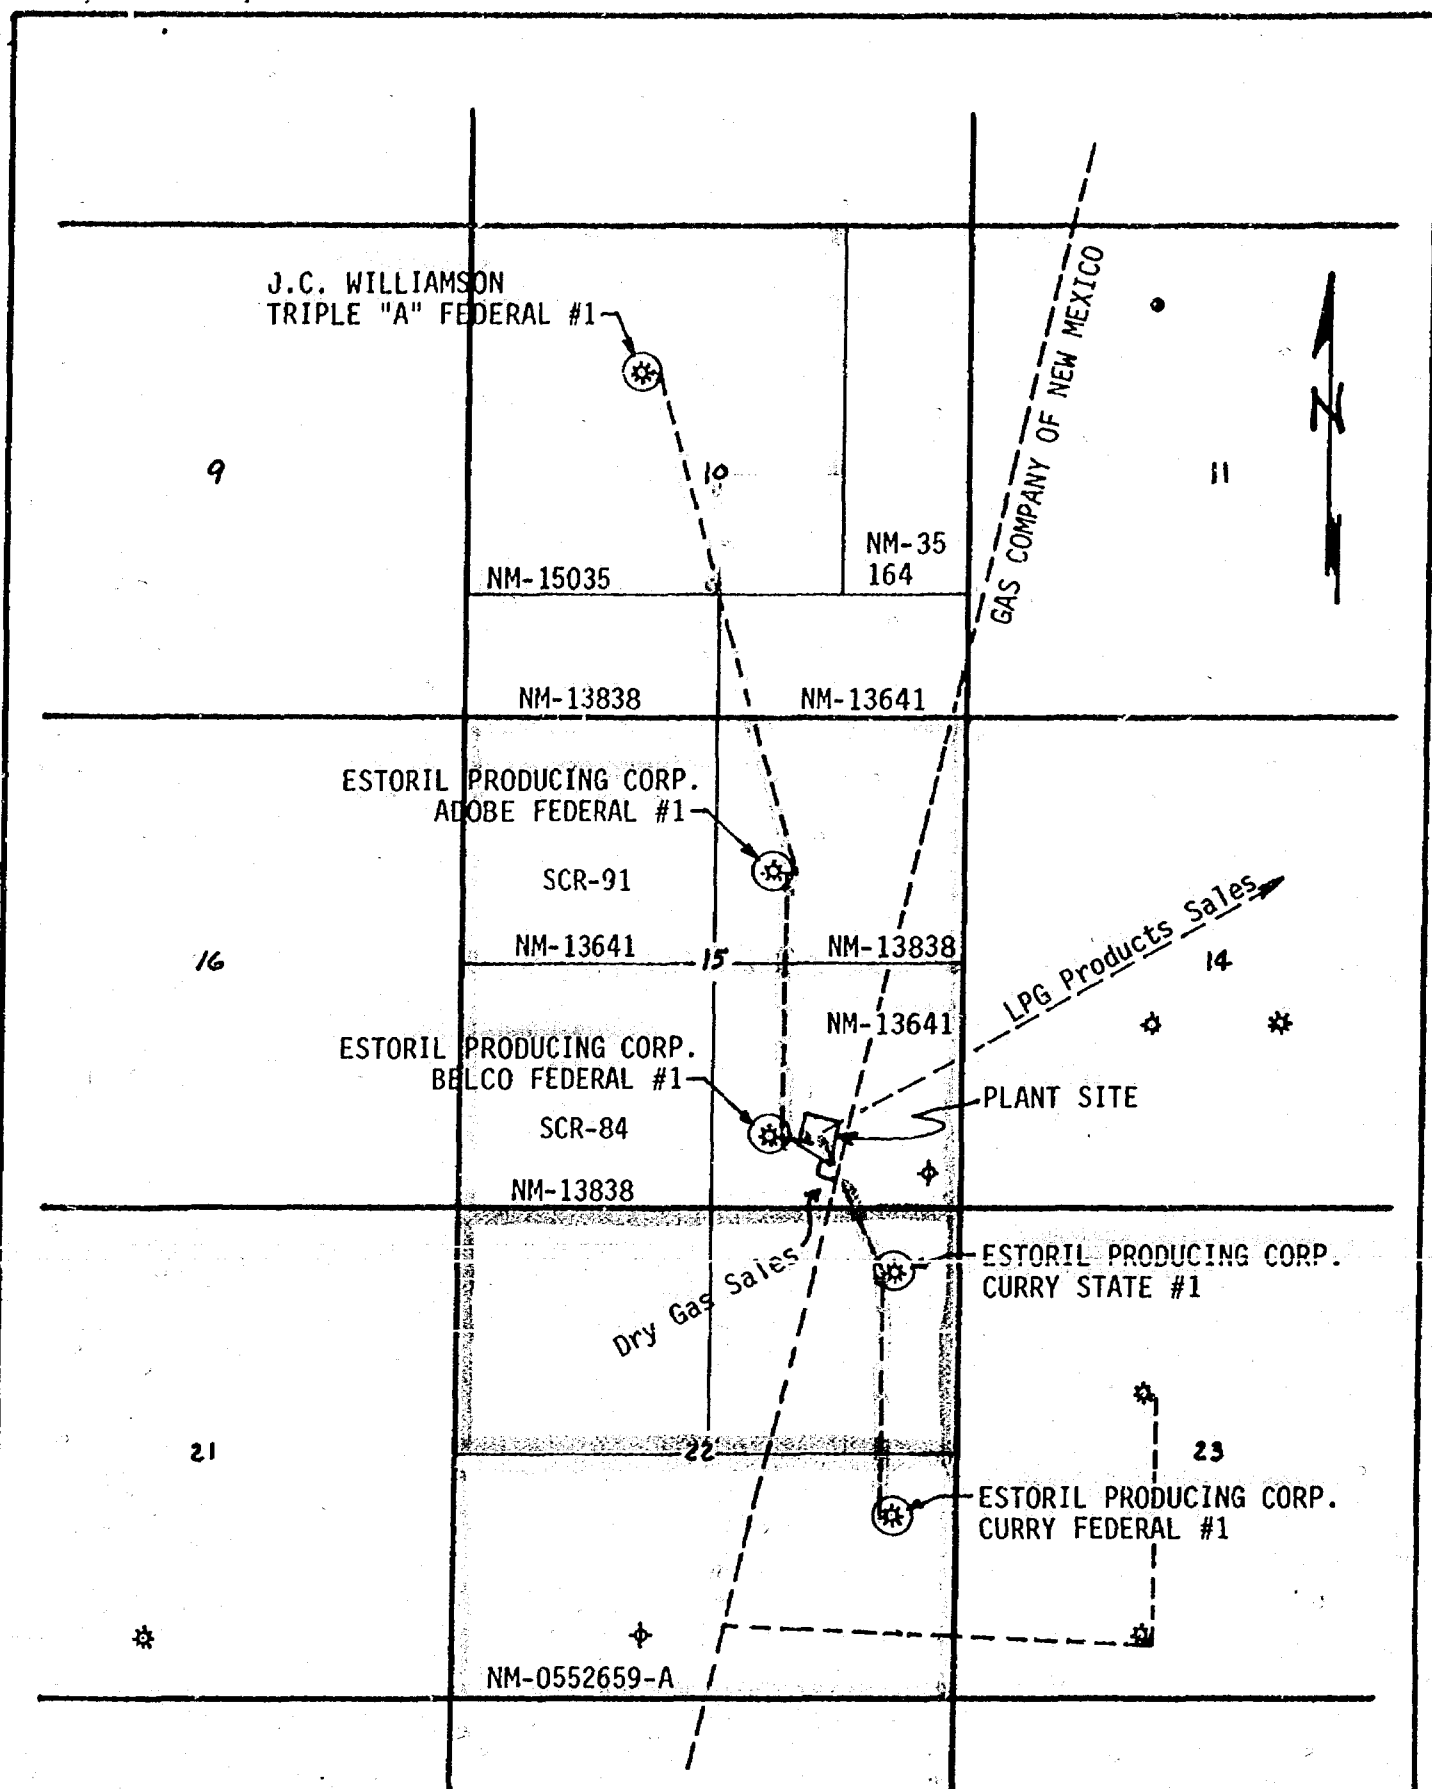 J.C. WILLIAMSON
TRIPLE "A" FEDERAL #1
GAS COMPANY OF NEW MEXICO
N
9
10
11
NM-35
164
NM-15035
NM-13838
NM-13641
ESTORIL PRODUCING CORP.
ADOBE FEDERAL #1
SCR-91
NM-13641
NM-13838
16
15
14
LPG Products Sales
NM-13641
ESTORIL PRODUCING CORP.
BELCO FEDERAL #1
PLANT SITE
SCR-84
NM-13838
Dry Gas Sales
ESTORIL PRODUCING CORP.
CURRY STATE #1
21
22
23
ESTORIL PRODUCING CORP.
CURRY FEDERAL #1
NM-0552659-A